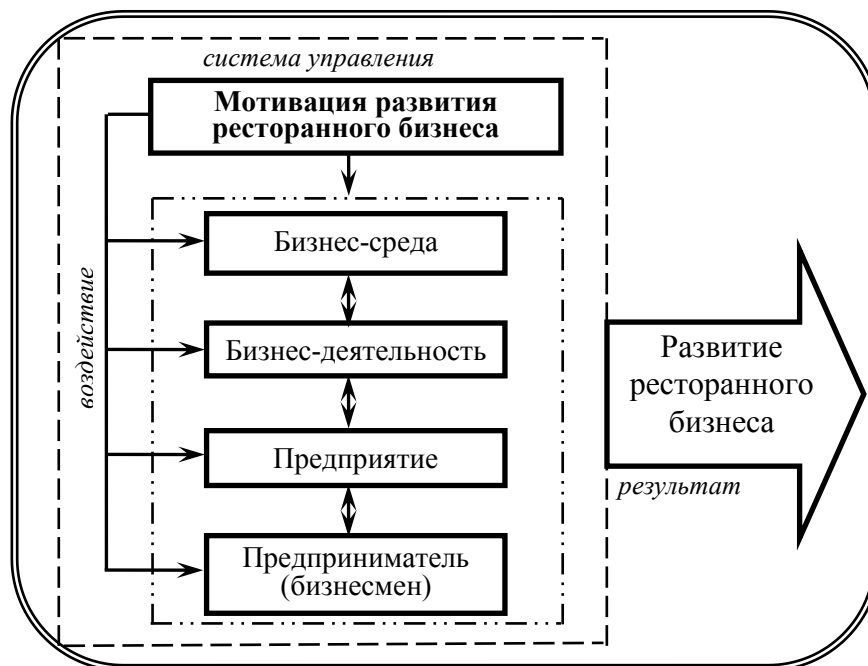 система управления
Мотивация развития
ресторанного бизнеса
Бизнес-среда
воздействие
Бизнес-деятельность
Предприятие
Предприниматель
(бизнесмен)
Развитие
ресторанного
бизнеса
результат